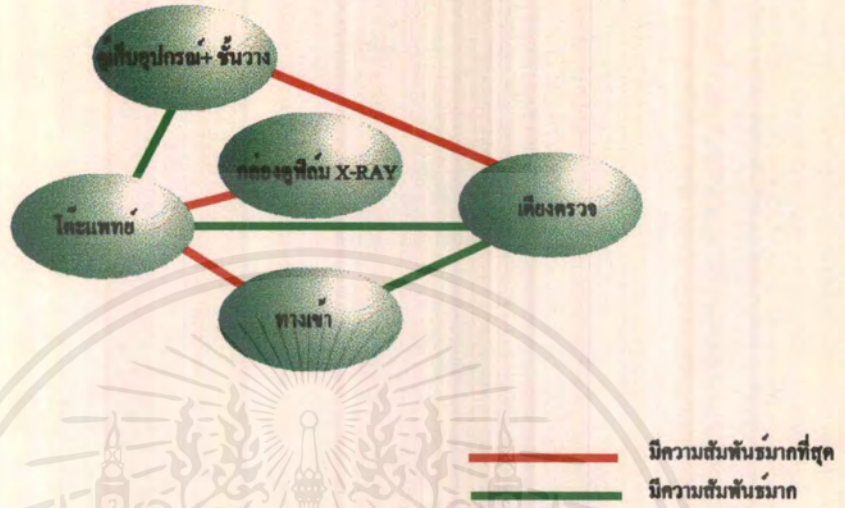 ตู้เก็บอุปกรณ์+ ชั้นวาง
กล่องดูฟิล์ม X-RAY
เตียงตรวจ
โต๊ะแพทย์
ทางเข้า
มีความสัมพันธ์มากที่สุด
มีความสัมพันธ์มาก